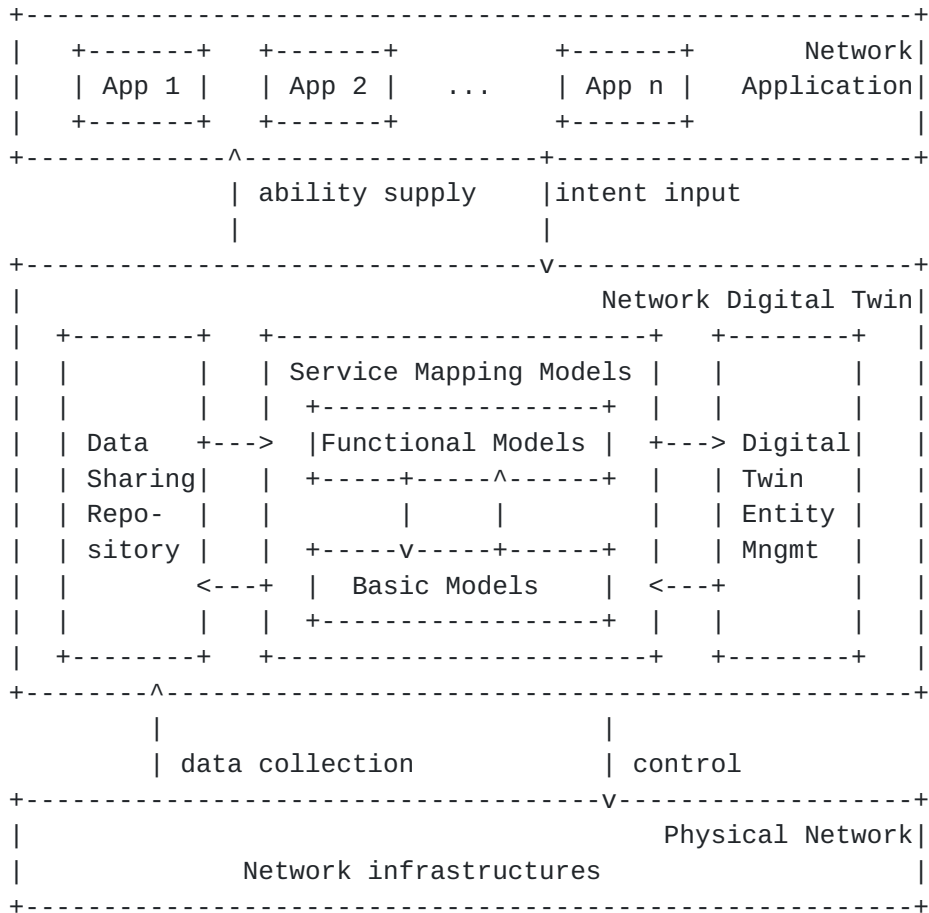 Network
App 1 App 2 ... App n Application
ability supply intent input
Network Digital Twin
Service Mapping Models
Data Functional Models Digital
Sharing Twin
Repo- Entity
sitory Mngmt
Basic Models
data collection control
Physical Network
Network infrastructures